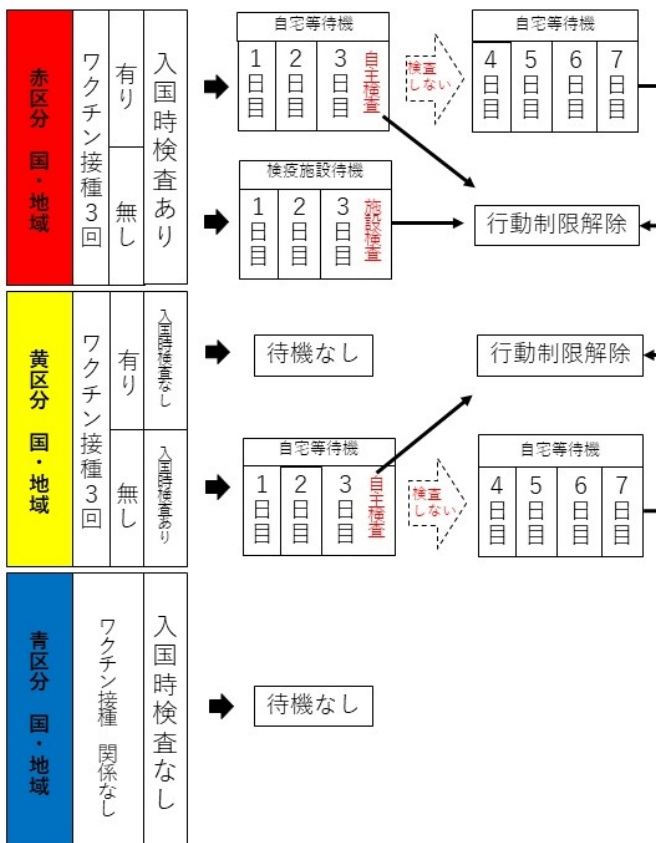 赤区分 国・地域
ワクチン接種3回
有り
無し
入国時検査あり
自宅等待機
1日目
2日目
3日目
自主検査
検査
しない
自宅等待機
4日目
5日目
6日目
7日目
検疫施設待機
1日目
2日目
3日目
施設検査
行動制限解除
黄区分 国・地域
ワクチン接種3回
有り
無し
入国時検査なし
入国時検査あり
待機なし
行動制限解除
自宅等待機
1日目
2日目
3日目
自主検査
検査
しない
自宅等待機
4日目
5日目
6日目
7日目
青区分 国・地域
ワクチン接種 関係なし
入国時検査なし
待機なし